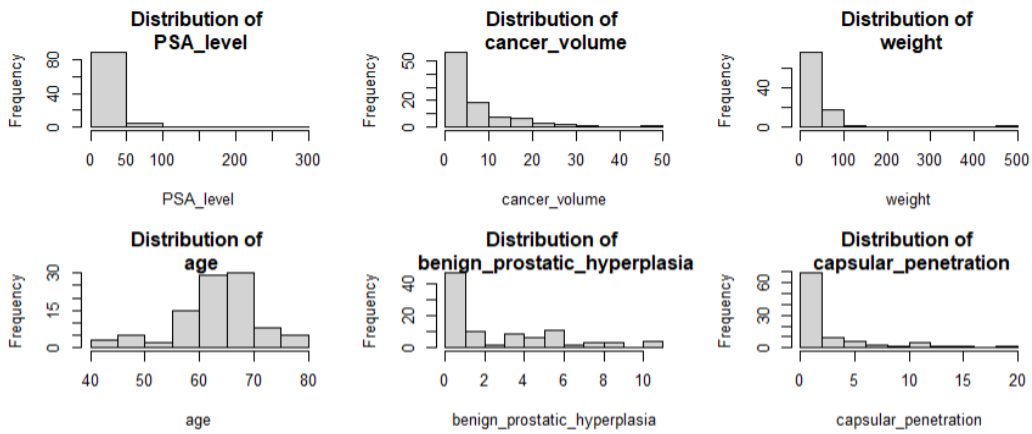 Distribution of
PSA_level
Frequency
0 20 40 60 80
0 50 100 200 300
PSA_level
Distribution of
cancer_volume
Frequency
0 20 50
0 10 20 30 40 50
cancer_volume
Distribution of
weight
Frequency
0 40
0 100 200 300 400 500
weight
Distribution of
age
Frequency
0 15 30
40 50 60 70 80
age
Distribution of
benign_prostatic_hyperplasia
Frequency
0 20 40
0 2 4 6 8 10
benign_prostatic_hyperplasia
Distribution of
capsular_penetration
Frequency
0 30 60
0 5 10 15 20
capsular_penetration